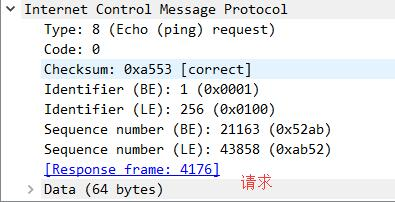 Internet Control Message Protocol
Type: 8 (Echo (ping) request)
Code: 0
Checksum: 0xa553 [correct]
Identifier (BE): 1 (0x0001)
Identifier (LE): 256 (0x0100)
Sequence number (BE): 21163 (0x52ab)
Sequence number (LE): 43858 (0xab52)
[Response frame: 4176]
Data (64 bytes)
请求